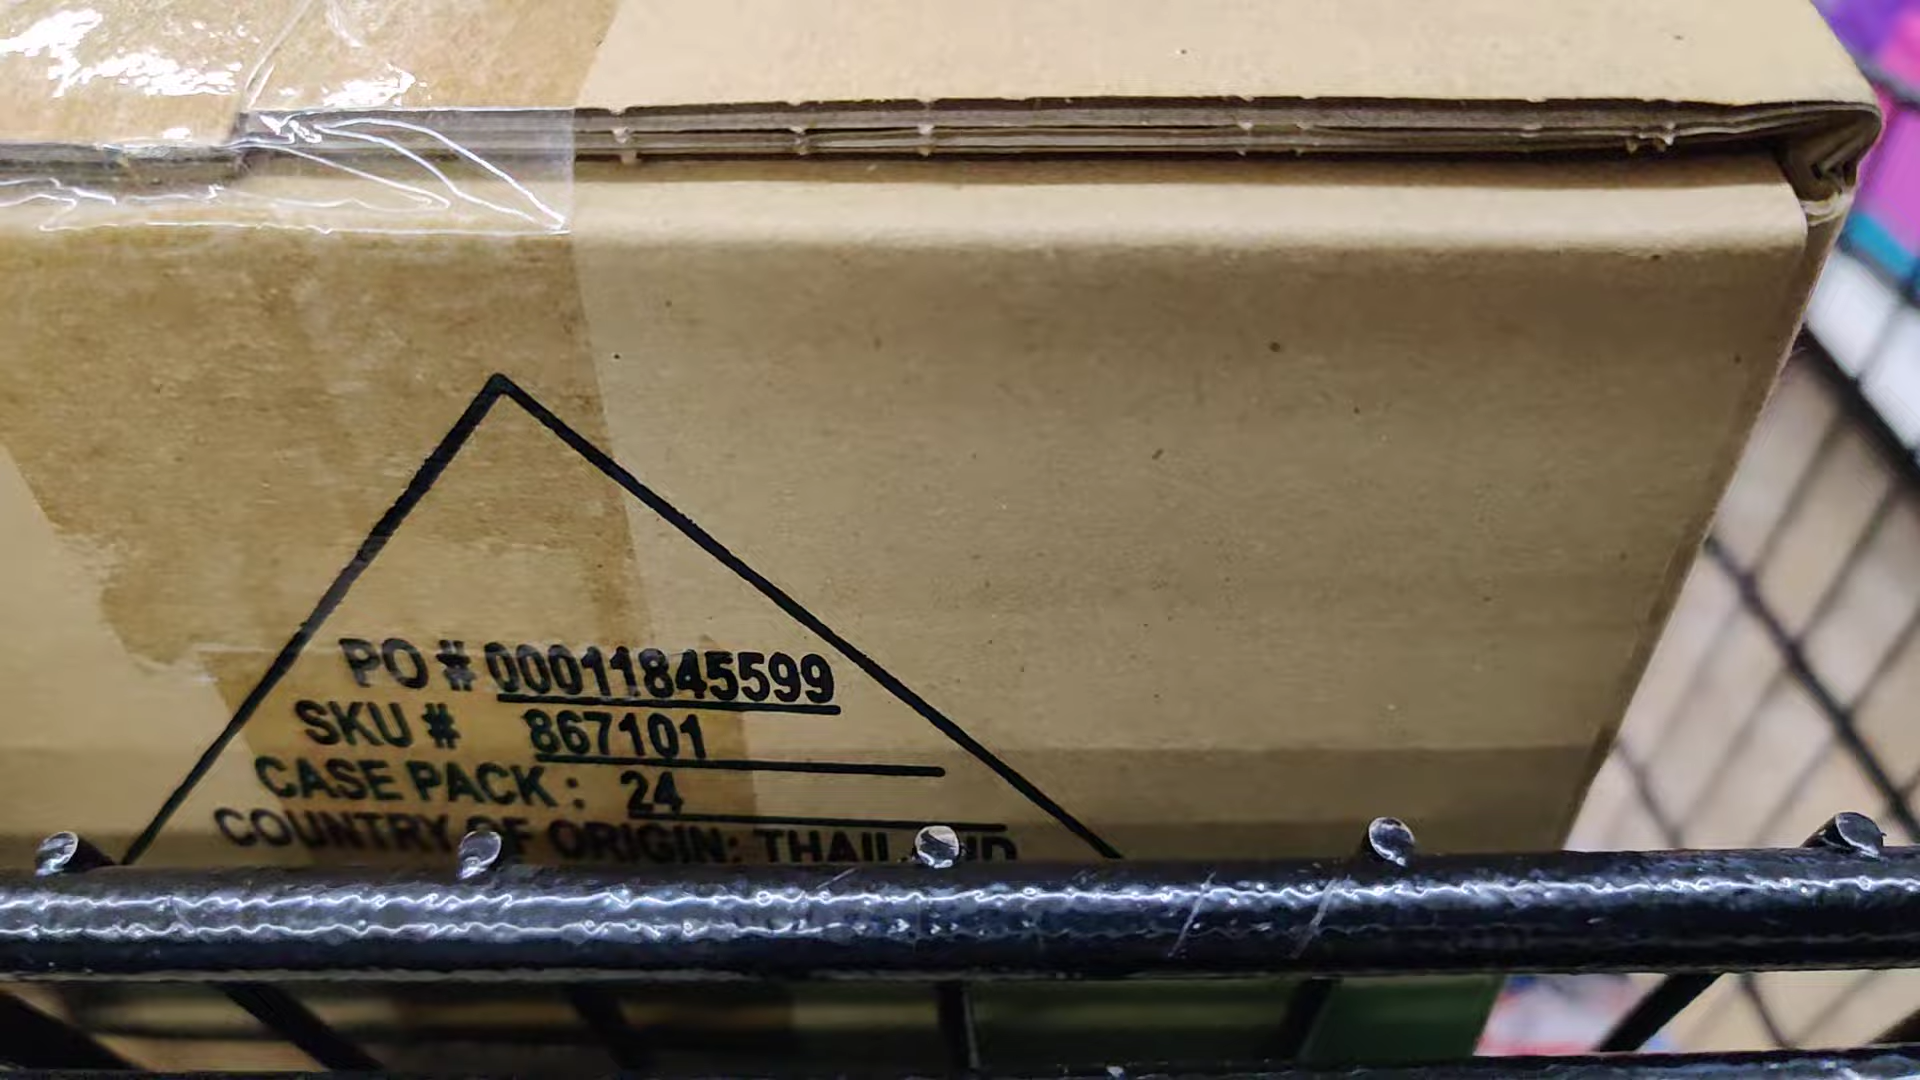 PO # 00011845599
SKU # 867101
CASE PACK : 24
COUNTRY OF ORIGIN: THAILAND